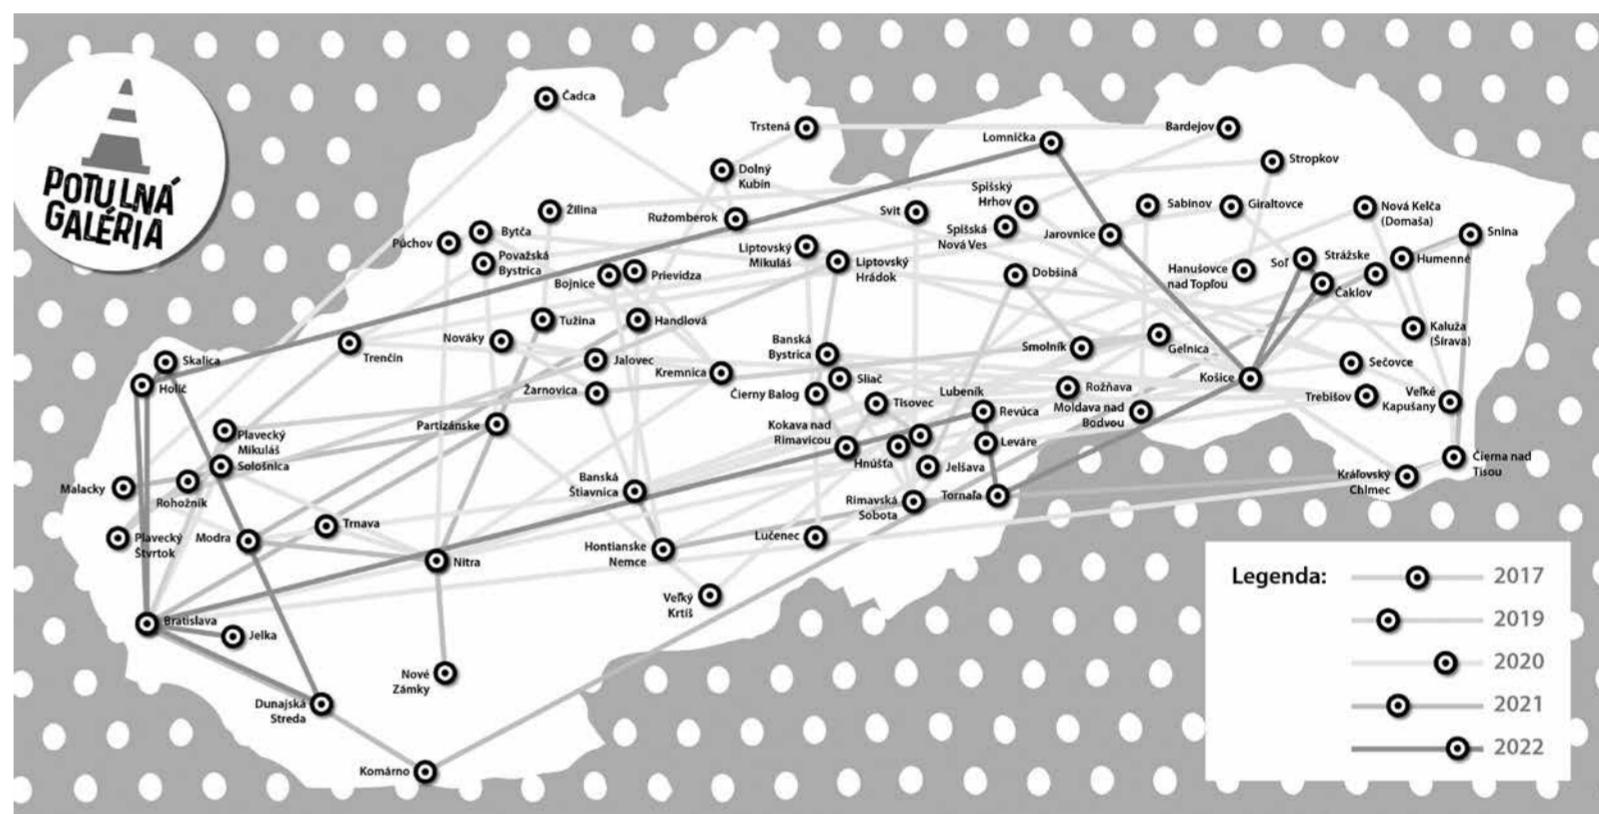 POTULNÁ
GALÉRIA
Čadca
Trstená
Lomnička
Bardejov
Dolný
Kubín
Stropkov
Spišský
Hrhov
Žilina
Ružomberok
Svit
Sabinov
Giraltovce
Nová Kelča
(Domaša)
Bytča
Púchov
Spišská
Nová Ves
Jarovnice
Snina
Považská
Bystrica
Liptovský
Mikuláš
Liptovský
Hrádok
Strážske
Humenné
Soľ
Bojnice
Prievidza
Dobšiná
Hanušovce
nad Topľou
Čaklov
Tužina
Handlová
Kaluža
(Šírava)
Trenčín
Nováky
Banská
Bystrica
Smolník
Gelnica
Skalica
Jalovec
Kremnica
Sečovce
Holíč
Žarnovica
Čierny Balog
Sliač
Košice
Lubeník
Rožňava
Trebišov
Veľké
Kapušany
Tisovec
Revúca
Moldava nad
Bodvou
Partizánske
Kokava nad
Rimavicou
Plavecký
Mikuláš
Leváre
Sološnica
Hnúšťa
Jelšava
Čierna nad
Tisou
Malacky
Rohožník
Banská
Štiavnica
Kráľovský
Chlmec
Rimavská
Sobota
Tornaľa
Trnava
Plavecký
Štvrtok
Modra
Lučenec
Hontianske
Nemce
Nitra
Veľký
Krtíš
Bratislava
Jelka
Nové
Zámky
Dunajská
Streda
Komárno
Legenda:
2017
2019
2020
2021
2022